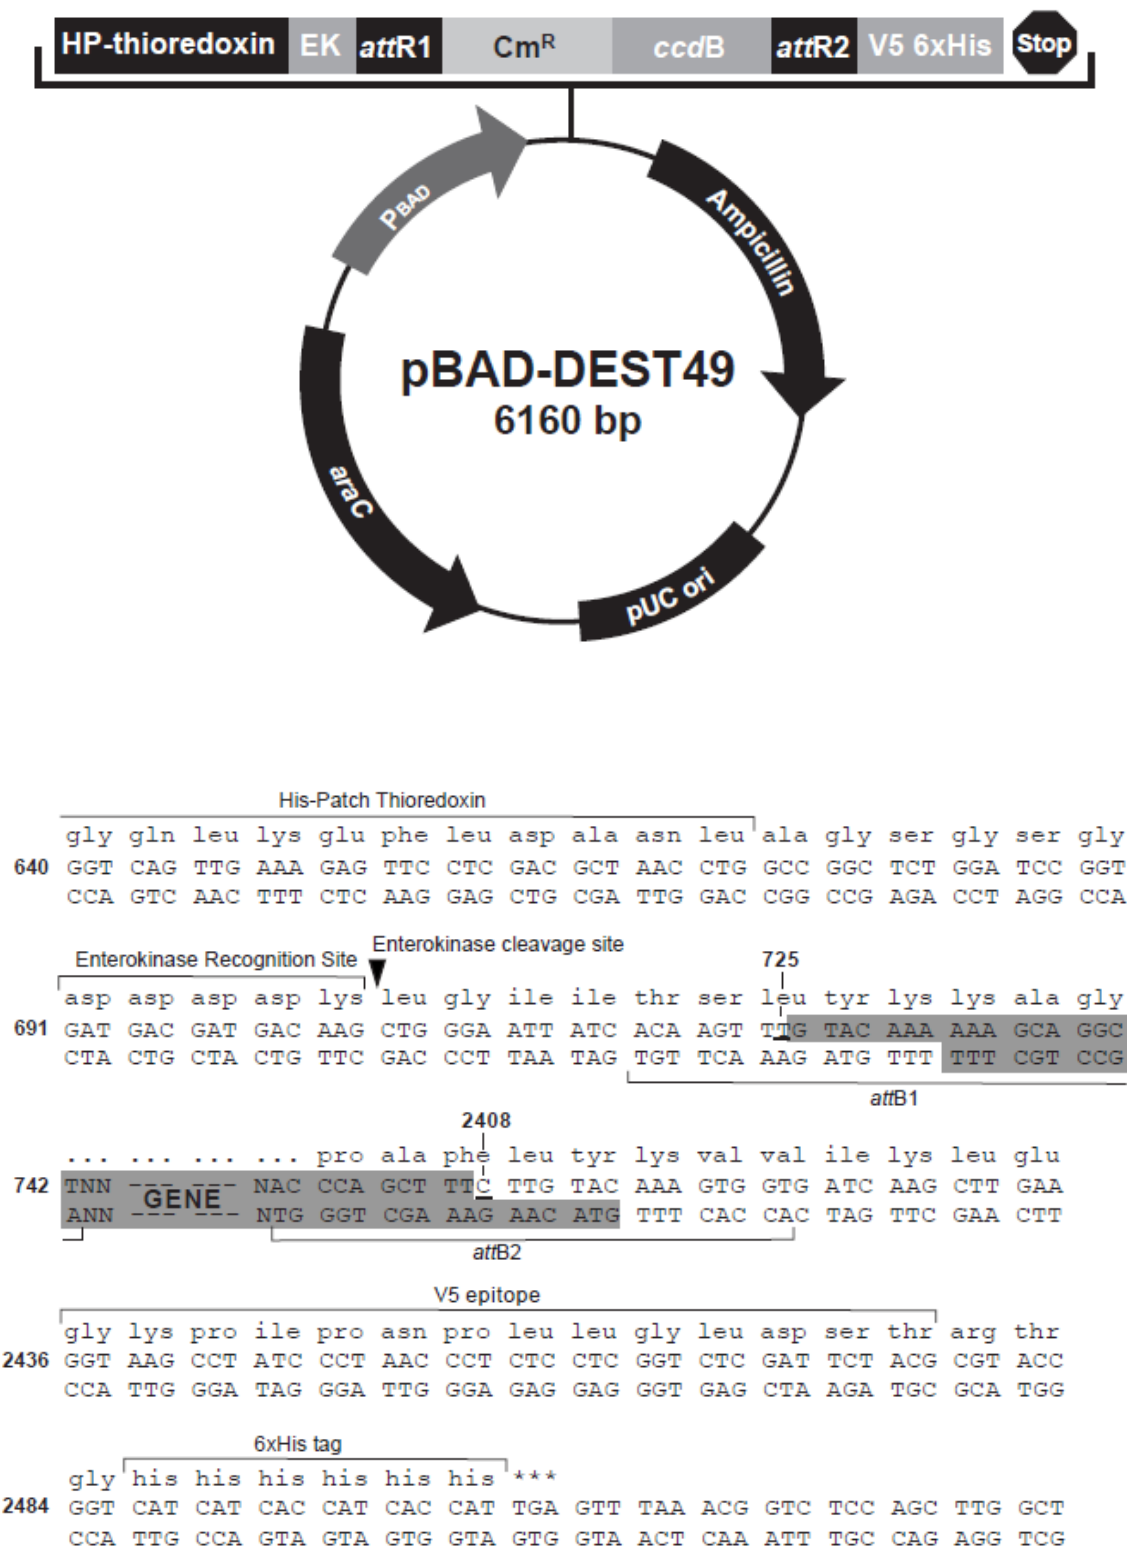 HP-thioredoxin EK attR1 CmR ccdB attR2 V5 6xHis Stop
PBAD
Ampicillin
pBAD-DEST49
6160 bp
araC
pUC ori
His-Patch Thioredoxin
gly gln leu lys glu phe leu asp ala asn leu ala gly ser gly ser gly
640 GGT CAG TTG AAA GAG TTC CTC GAC GCT AAC CTG GCC GGC TCT GGA TCC GGT
CCA GTC AAC TTT CTC AAG GAG CTG CGA TTG GAC CGG CCG AGA CCT AGG CCA
Enterokinase Recognition Site Enterokinase cleavage site 725
asp asp asp asp lys leu gly ile ile thr ser leu tyr lys lys ala gly
691 GAT GAC GAT GAC AAG CTG GGA ATT ATC ACA AGT TTG TAC AAA AAA GCA GGC
CTA CTG CTA CTG TTC GAC CCT TAA TAG TGT TCA AAG ATG TTT TTT CGT CCG
attB1
2408
... ... ... ... pro ala phe leu tyr lys val val ile lys leu glu
742 TNN --- GENE --- NAC CCA GCT TTC TTG TAC AAA GTG GTG ATC AAG CTT GAA
ANN --- --- NTG GGT CGA AAG AAC ATG TTT CAC CAC TAG TTC GAA CTT
attB2
V5 epitope
gly lys pro ile pro asn pro leu leu gly leu asp ser thr arg thr
2436 GGT AAG CCT ATC CCT AAC CCT CTC CTC GGT CTC GAT TCT ACG CGT ACC
CCA TTG GGA TAG GGA TTG GGA GAG GAG GGT GAG CTA AGA TGC GCA TGG
6xHis tag
gly his his his his his his ***
2484 GGT CAT CAT CAC CAT CAC CAT TGA GTT TAA ACG GTC TCC AGC TTG GCT
CCA TTG CCA GTA GTA GTG GTA GTG GTA ACT CAA ATT TGC CAG AGG TCG